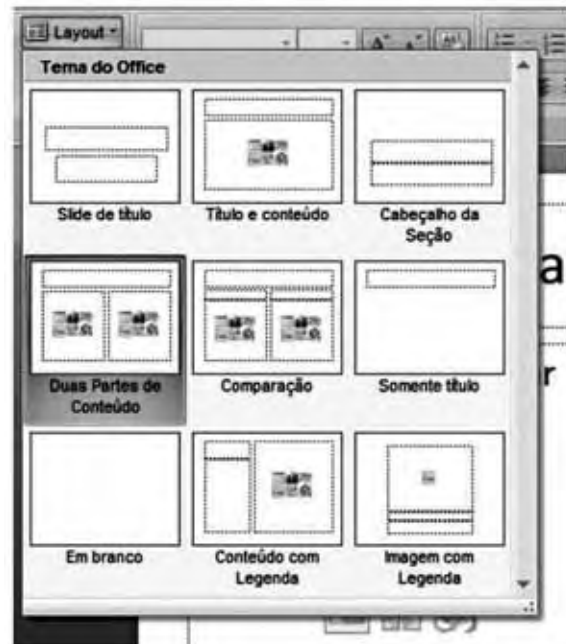 Layout
Tema do Office
Slide de título
Título e conteúdo
Cabeçalho da
Seção
a
Duas Partes de
Conteúdo
Comparação
Somente título
r
Em branco
Conteúdo com
Legenda
Imagem com
Legenda